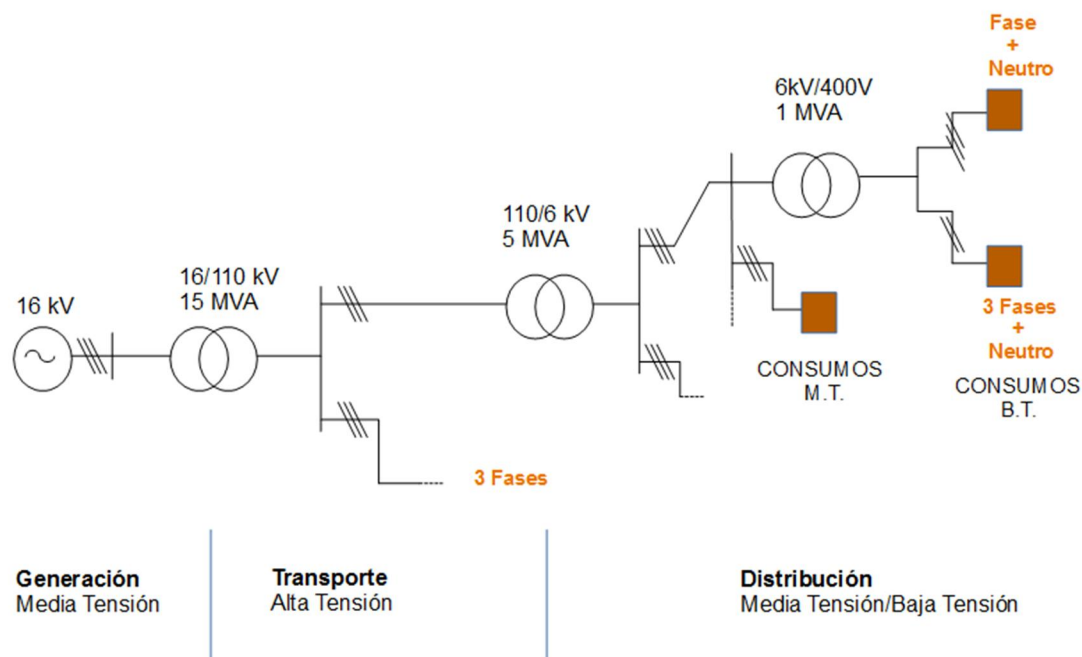 Fase
+
Neutro
6kV/400V
1 MVA
110/6 kV
5 MVA
16/110 kV
15 MVA
16 kV
3 Fases
+
Neutro
CONSUMOS
M.T.
CONSUMOS
B.T.
3 Fases
Generación
Media Tensión
Transporte
Alta Tensión
Distribución
Media Tensión/Baja Tensión